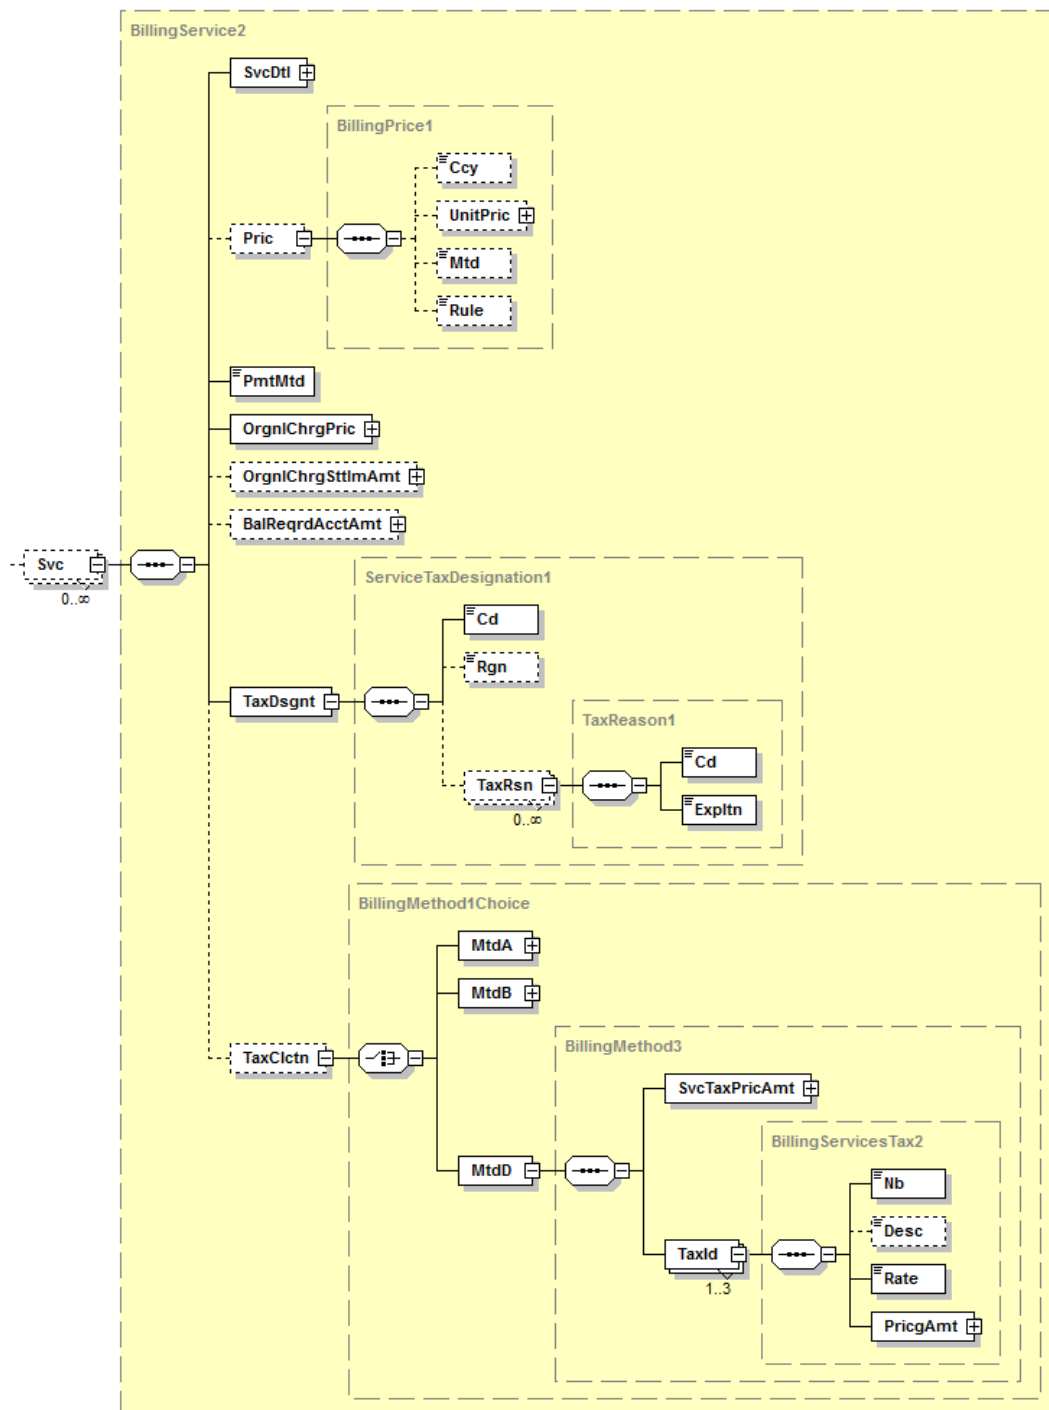 BillingService2
SvcDtl
BillingPrice1
Ccy
UnitPric
Pric
Mtd
Rule
PmtMtd
OrgnlChrgPric
OrgnlChrgSttlmAmt
BalReqrdAcctAmt
Svc
0..∞
ServiceTaxDesignation1
Cd
Rgn
TaxDsgnt
TaxReason1
Cd
TaxRsn
0..∞
Expltn
BillingMethod1Choice
MtdA
MtdB
TaxClctn
BillingMethod3
SvcTaxPricAmt
BillingServicesTax2
MtdD
Nb
Desc
TaxId
1..3
Rate
PricgAmt